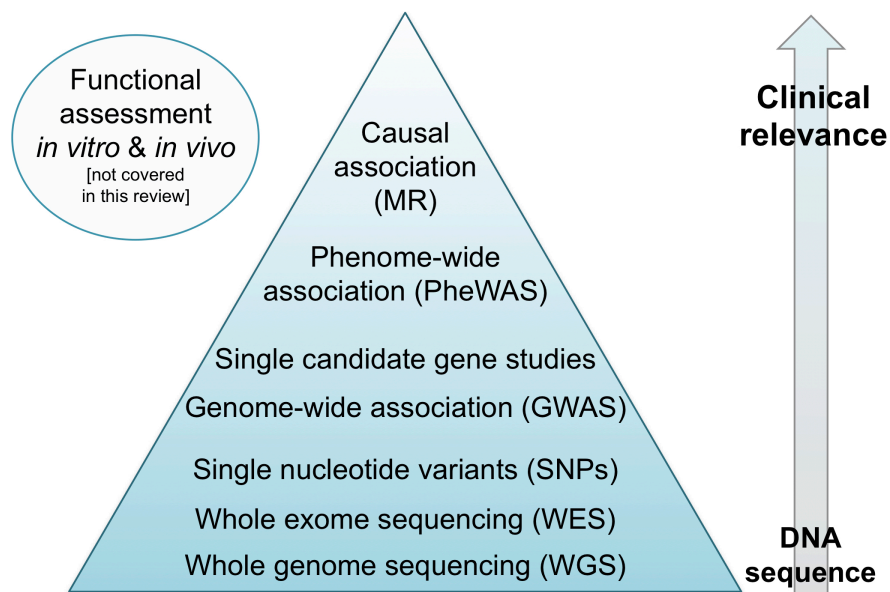 Functional
assessment
in vitro & in vivo
[not covered
in this review]
Causal
association
(MR)
Phenome-wide
association (PheWAS)
Single candidate gene studies
Genome-wide association (GWAS)
Single nucleotide variants (SNPs)
Whole exome sequencing (WES)
Whole genome sequencing (WGS)
Clinical
relevance
DNA
sequence